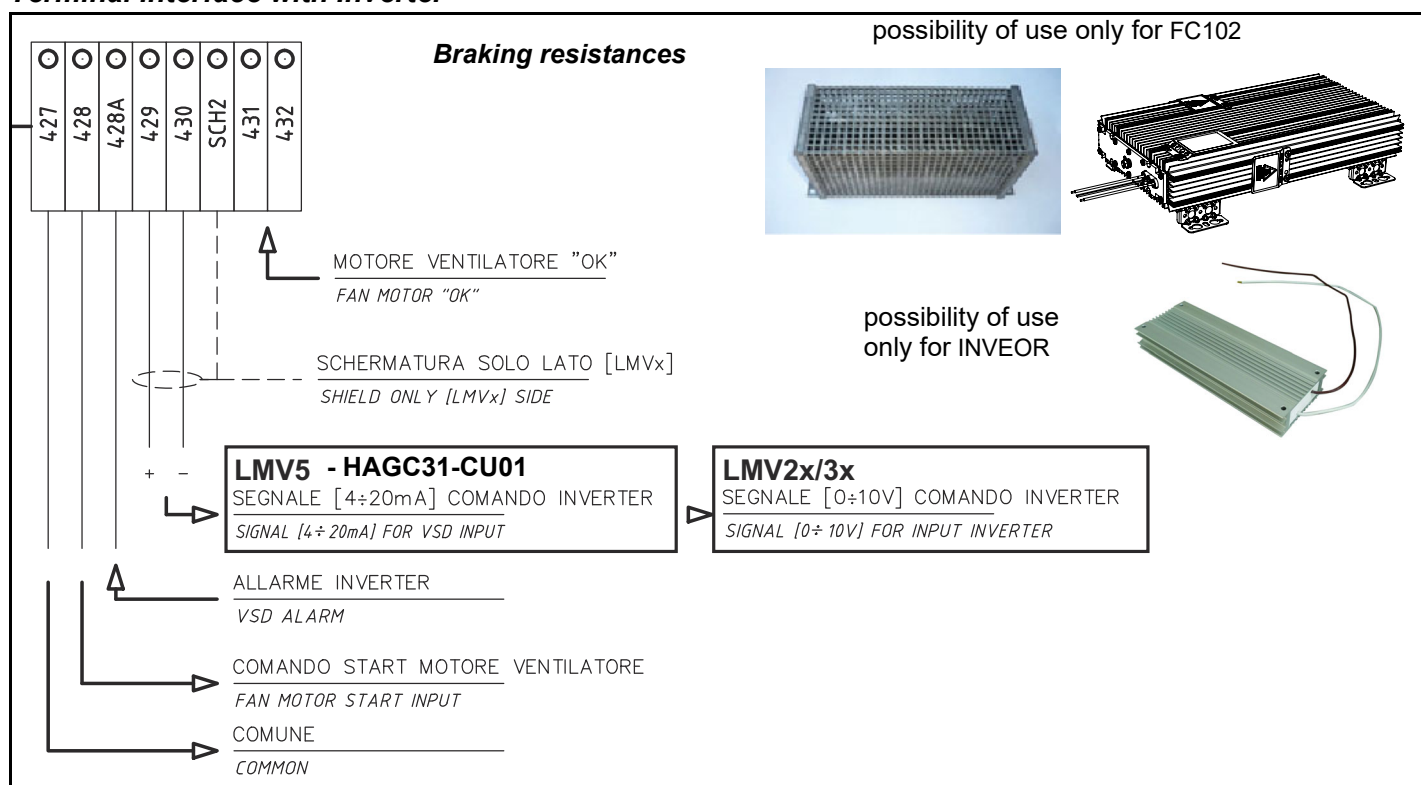 Terminal interface with inverter
Braking resistances
possibility of use only for FC102
427
428
428A
429
430
SCH2
431
432
MOTORE VENTILATORE "OK"
FAN MOTOR "OK"
possibility of use
only for INVEOR
SCHERMATURA SOLO LATO [LMVx]
SHIELD ONLY [LMVx] SIDE
+ −
LMV5 - HAGC31-CU01
SEGNALE [4÷20mA] COMANDO INVERTER
SIGNAL [4÷20mA] FOR VSD INPUT
LMV2x/3x
SEGNALE [0÷10V] COMANDO INVERTER
SIGNAL [0÷10V] FOR INPUT INVERTER
ALLARME INVERTER
VSD ALARM
COMANDO START MOTORE VENTILATORE
FAN MOTOR START INPUT
COMUNE
COMMON